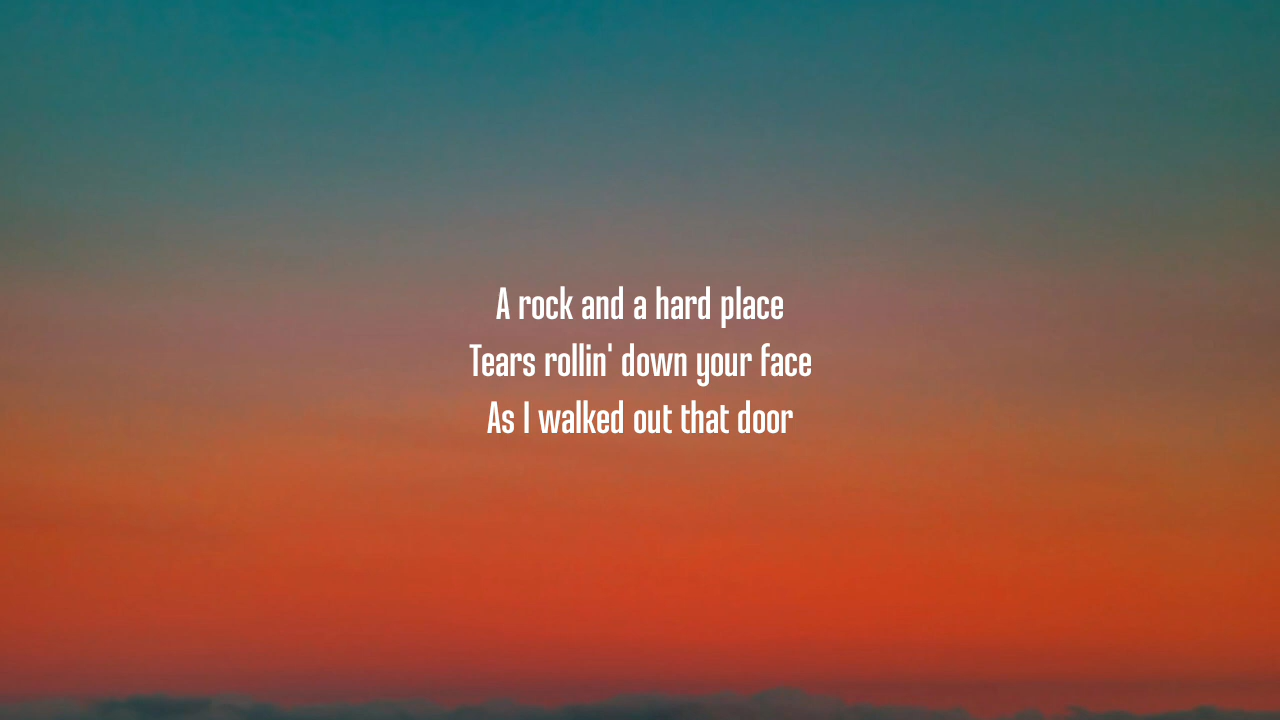 A rock and a hard place
Tears rollin' down your face
As I walked out that door